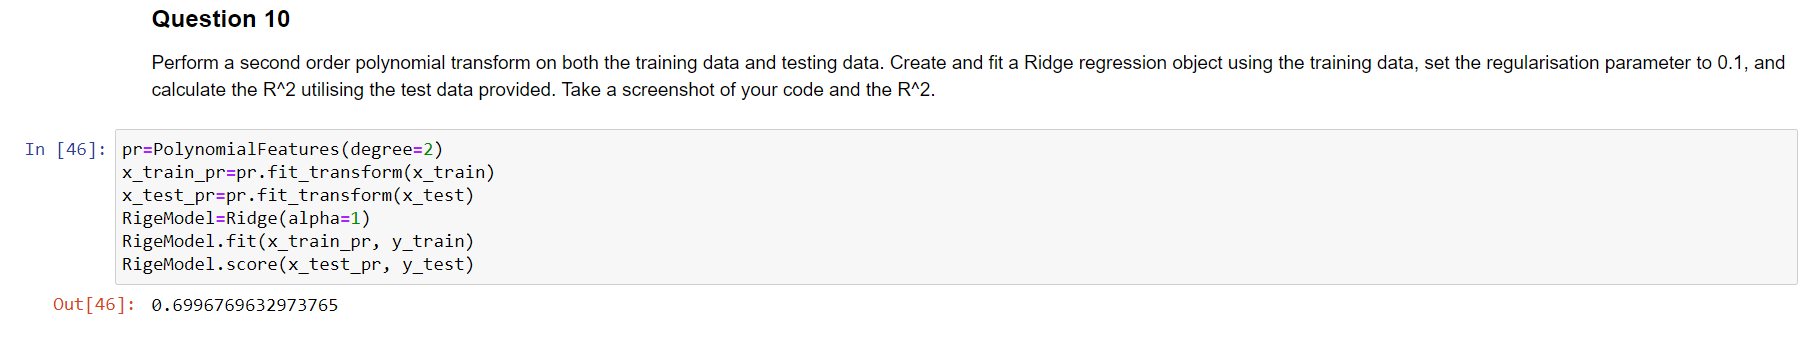 Question 10
Perform a second order polynomial transform on both the training data and testing data. Create and fit a Ridge regression object using the training data, set the regularisation parameter to 0.1, and
calculate the R^2 utilising the test data provided. Take a screenshot of your code and the R^2.
In [46]: pr=PolynomialFeatures(degree=2)
x_train_pr=pr.fit_transform(x_train)
x_test_pr=pr.fit_transform(x_test)
RigeModel=Ridge(alpha=1)
RigeModel.fit(x_train_pr, y_train)
RigeModel.score(x_test_pr, y_test)
Out[46]: 0.6996769632973765